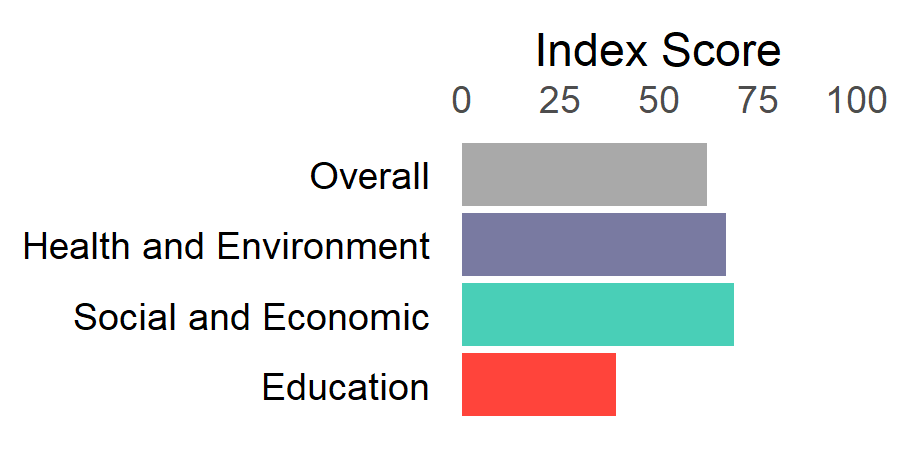 Index Score
0 25 50 75 100
Overall
Health and Environment
Social and Economic
Education